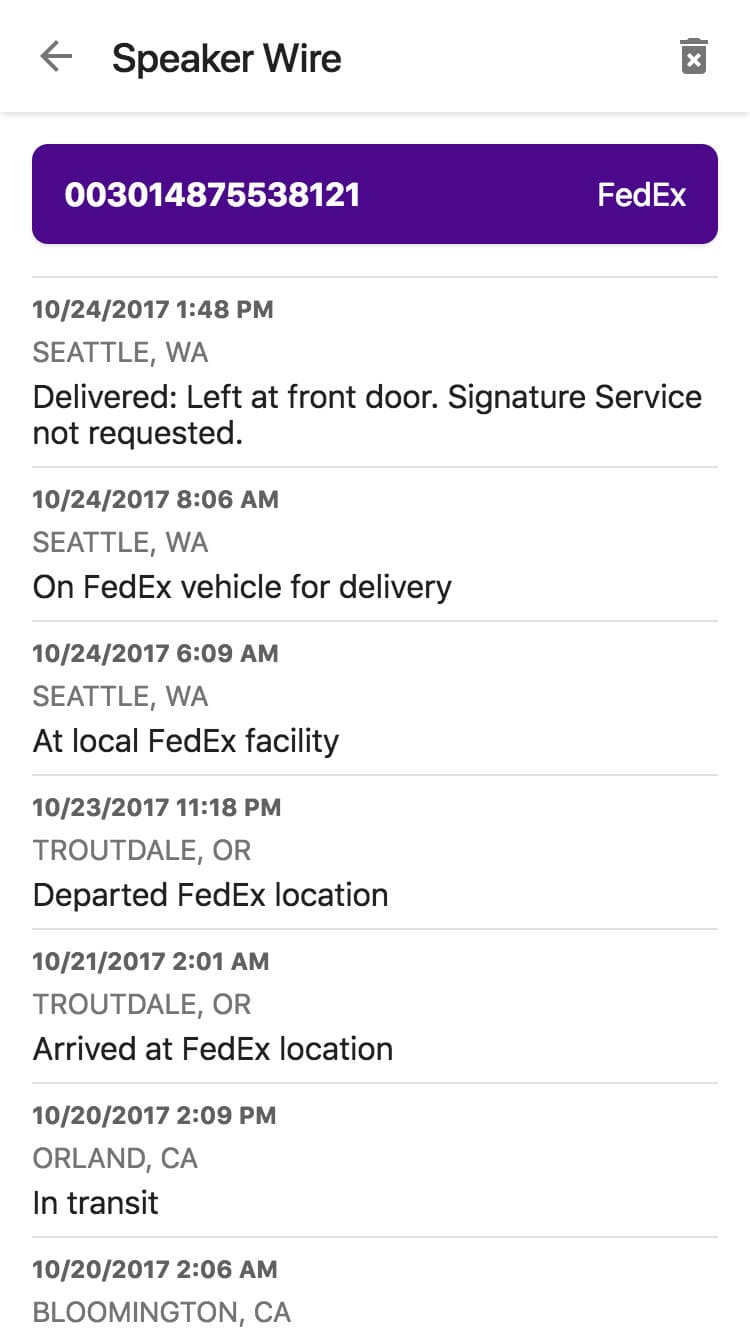 Speaker Wire
003014875538121 FedEx
10/24/2017 1:48 PM
SEATTLE, WA
Delivered: Left at front door. Signature Service
not requested.
10/24/2017 8:06 AM
SEATTLE, WA
On FedEx vehicle for delivery
10/24/2017 6:09 AM
SEATTLE, WA
At local FedEx facility
10/23/2017 11:18 PM
TROUTDALE, OR
Departed FedEx location
10/21/2017 2:01 AM
TROUTDALE, OR
Arrived at FedEx location
10/20/2017 2:09 PM
ORLAND, CA
In transit
10/20/2017 2:06 AM
BLOOMINGTON, CA